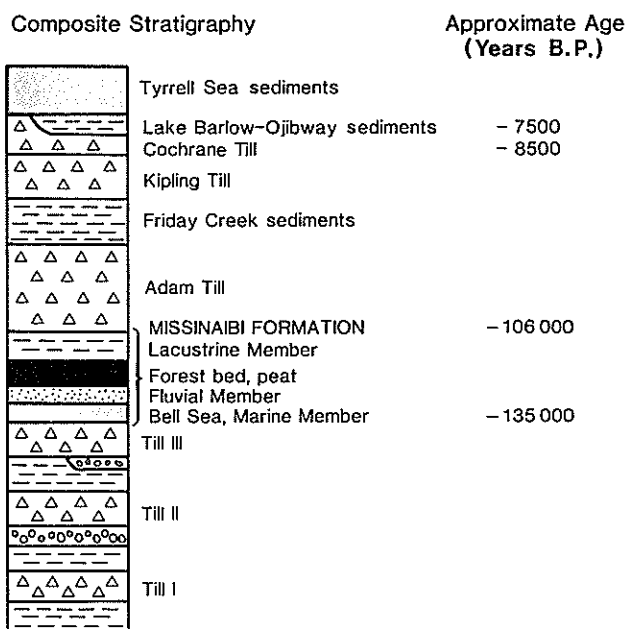 Composite Stratigraphy
Approximate Age
(Years B.P.)
Tyrrell Sea sediments
Lake Barlow-Ojibway sediments – 7500
Cochrane Till – 8500
Kipling Till
Friday Creek sediments
Adam Till
MISSINAIBI FORMATION – 106 000
Lacustrine Member
Forest bed, peat
Fluvial Member
Bell Sea, Marine Member – 135 000
Till III
Till II
Till I